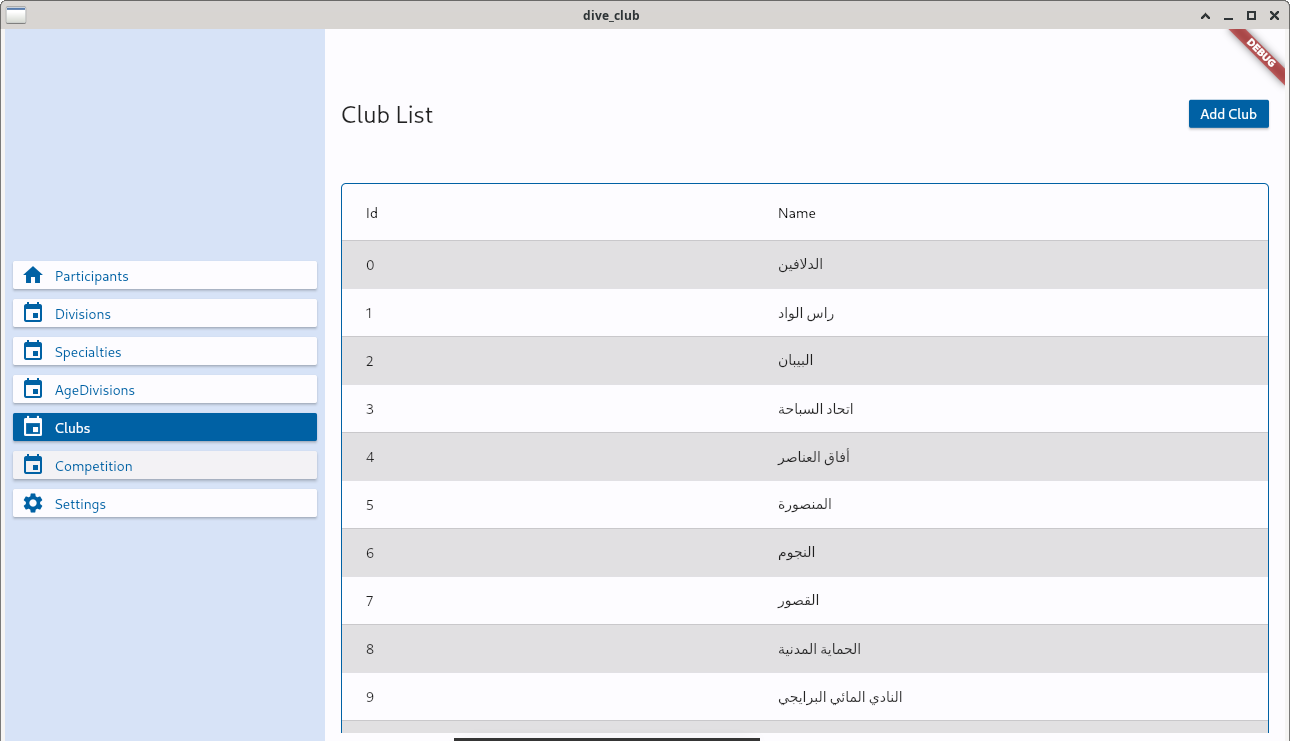 dive_club
DEBUG
Club List
Add Club
Participants
Divisions
Specialties
AgeDivisions
Clubs
Competition
Settings
Id Name
0 الدلافين
1 راس الواد
2 البيبان
3 اتحاد السباحة
4 أفاق العناصر
5 المنصورة
6 النجوم
7 القصور
8 الحماية المدنية
9 النادي المائي البرايجي